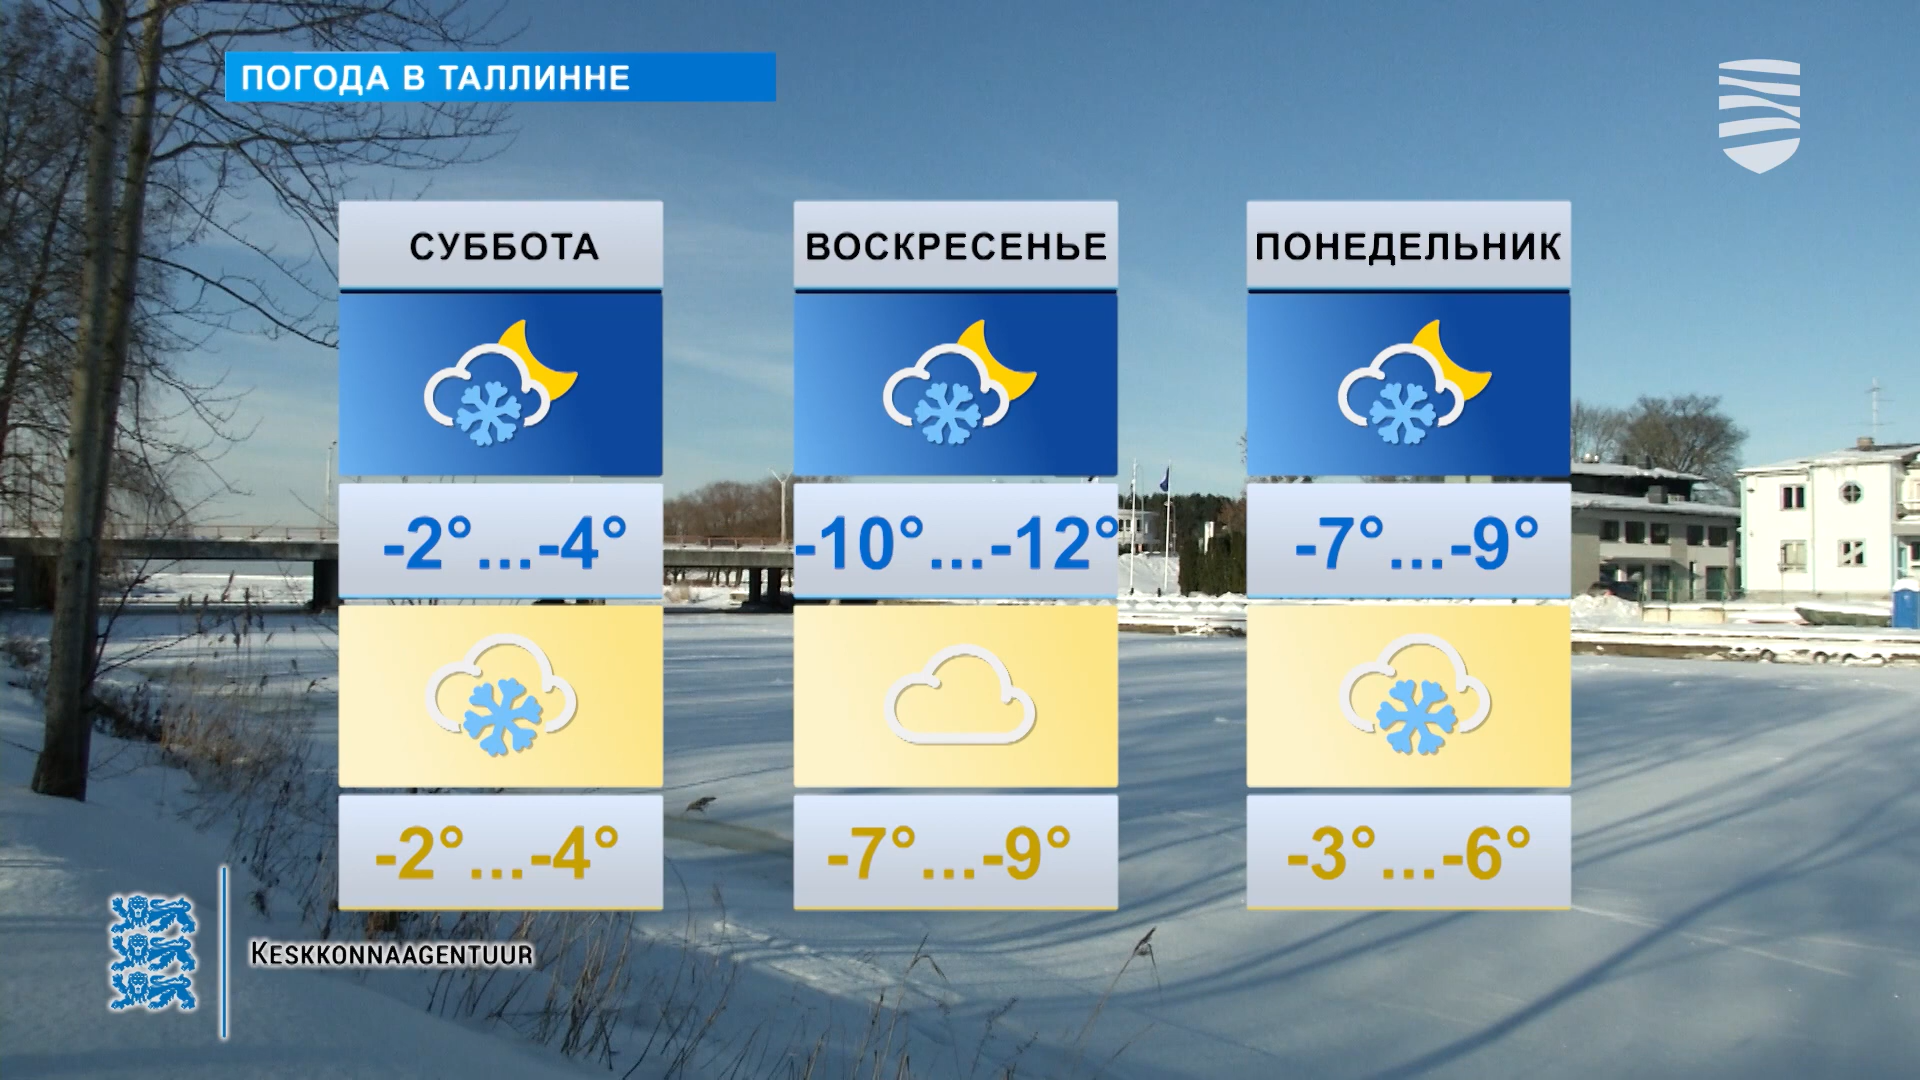 ПОГОДА В ТАЛЛИННЕ
СУББОТА
-2°...-4°
-2°...-4°
ВОСКРЕСЕНЬЕ
-10°...-12°
-7°...-9°
ПОНЕДЕЛЬНИК
-7°...-9°
-3°...-6°
KESKKONNAAGENTUUR